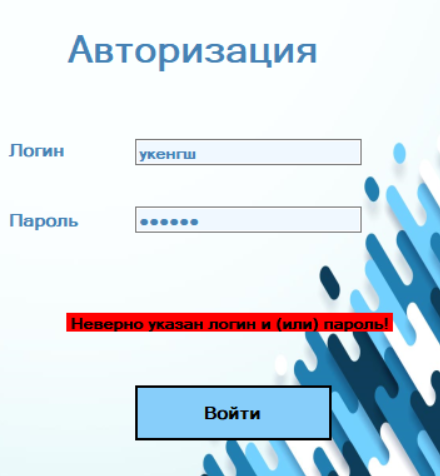 Авторизация
Логин укенгш
Пароль ●●●●●●
Неверно указан логин и (или) пароль!
Войти